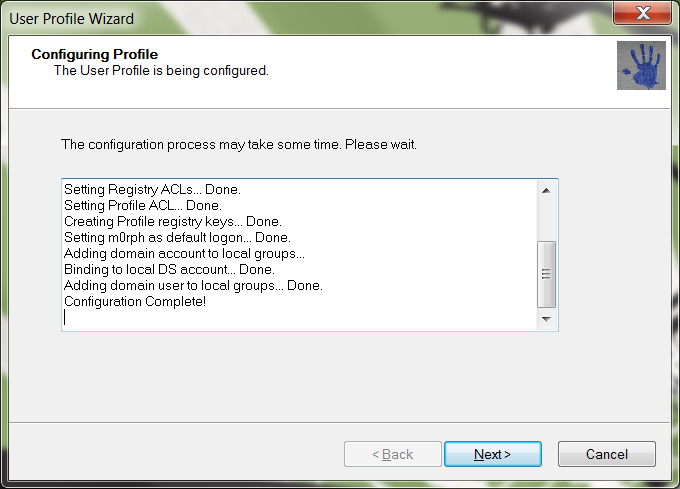 User Profile Wizard
Configuring Profile
The User Profile is being configured.
The configuration process may take some time. Please wait.
Setting Registry ACLs... Done.
Setting Profile ACL... Done.
Creating Profile registry keys... Done.
Setting m0rph as default logon... Done.
Adding domain account to local groups...
Binding to local DS account... Done.
Adding domain user to local groups... Done.
Configuration Complete!
< Back
Next >
Cancel